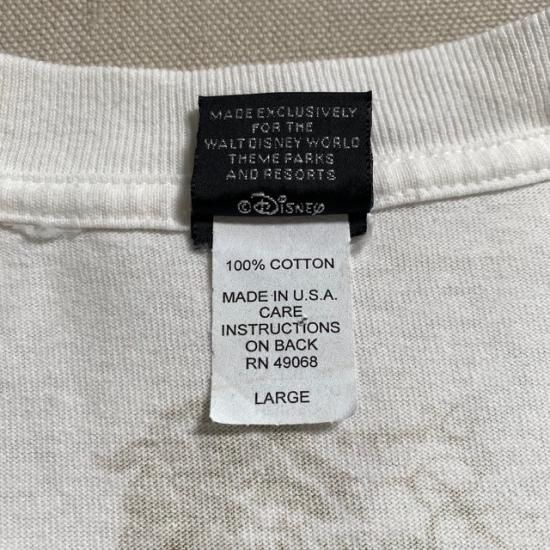 MADE EXCLUSIVELY
FOR THE
WALT DISNEY WORLD
THEME PARKS
AND RESORTS
©DISNEY
100% COTTON
MADE IN U.S.A.
CARE
INSTRUCTIONS
ON BACK
RN 49068
LARGE